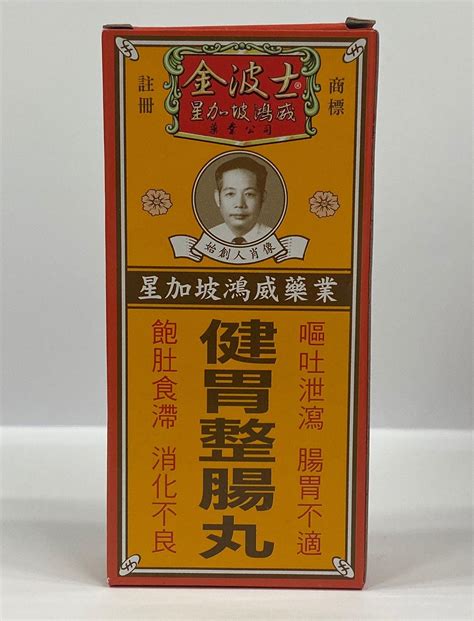 金波士®
星加坡鴻威
藥業公司
註冊
商標
始創人肖像
星加坡鴻威藥業
嘔吐泄瀉 腸胃不適
健胃整腸丸
飽肚食滯 消化不良